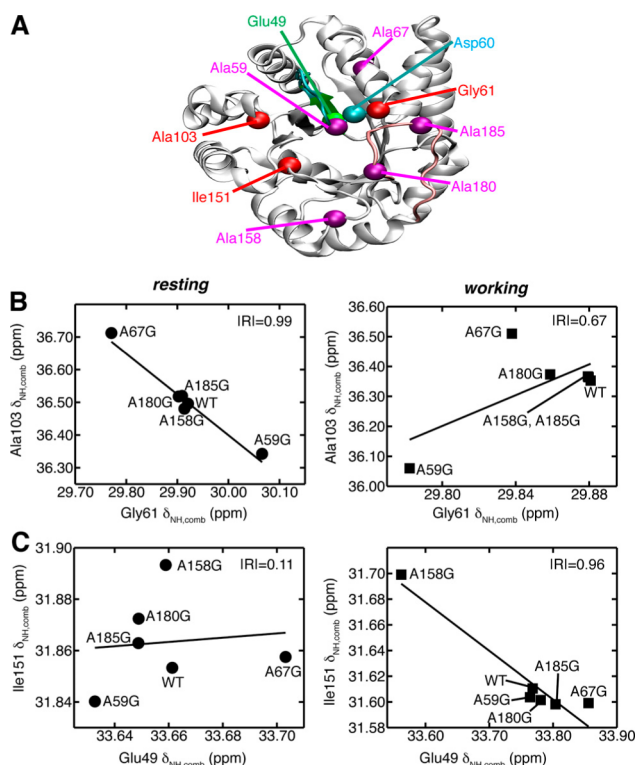 A
Glu49
Ala67
Asp60
Ala59
Gly61
Ala103
Ala185
Ile151
Ala180
Ala158
B
resting
working
Ala103 δNH,comb (ppm)
36.70
36.60
36.50
36.40
36.30
A67G
|R|=0.99
A185G
A180G
WT
A158G
A59G
29.70 29.80 29.90 30.00 30.10
Gly61 δNH,comb (ppm)
Ala103 δNH,comb (ppm)
36.60
36.50
36.40
36.30
36.20
36.10
36.00
|R|=0.67
A67G
A180G
WT
A158G, A185G
A59G
29.80 29.84 29.88
Gly61 δNH,comb (ppm)
C
Ile151 δNH,comb (ppm)
31.90
31.88
31.86
31.84
A158G
|R|=0.11
A180G
A185G
WT
A67G
A59G
33.64 33.66 33.68 33.70
Glu49 δNH,comb (ppm)
Ile151 δNH,comb (ppm)
31.70
31.67
31.64
31.61
31.58
A158G
|R|=0.96
A185G
WT
A67G
A59G
A180G
33.60 33.70 33.80 33.90
Glu49 δNH,comb (ppm)